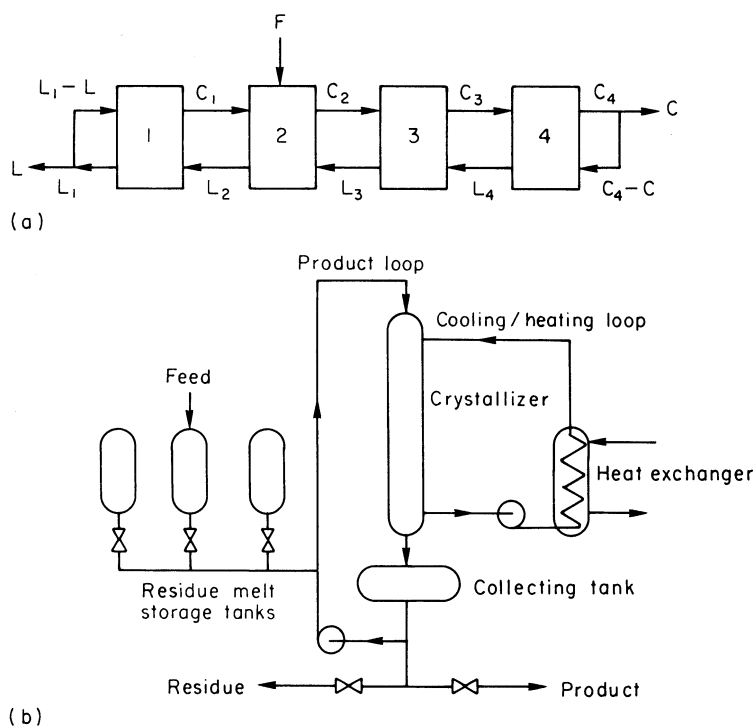 F
L₁-L
C₁
C₂
C₃
C₄
1
2
3
4
C
L
L₁
L₂
L₃
L₄
C₄-C
(a)
Product loop
Cooling/heating loop
Feed
Crystallizer
Heat exchanger
Residue melt
storage tanks
Collecting tank
Residue
Product
(b)